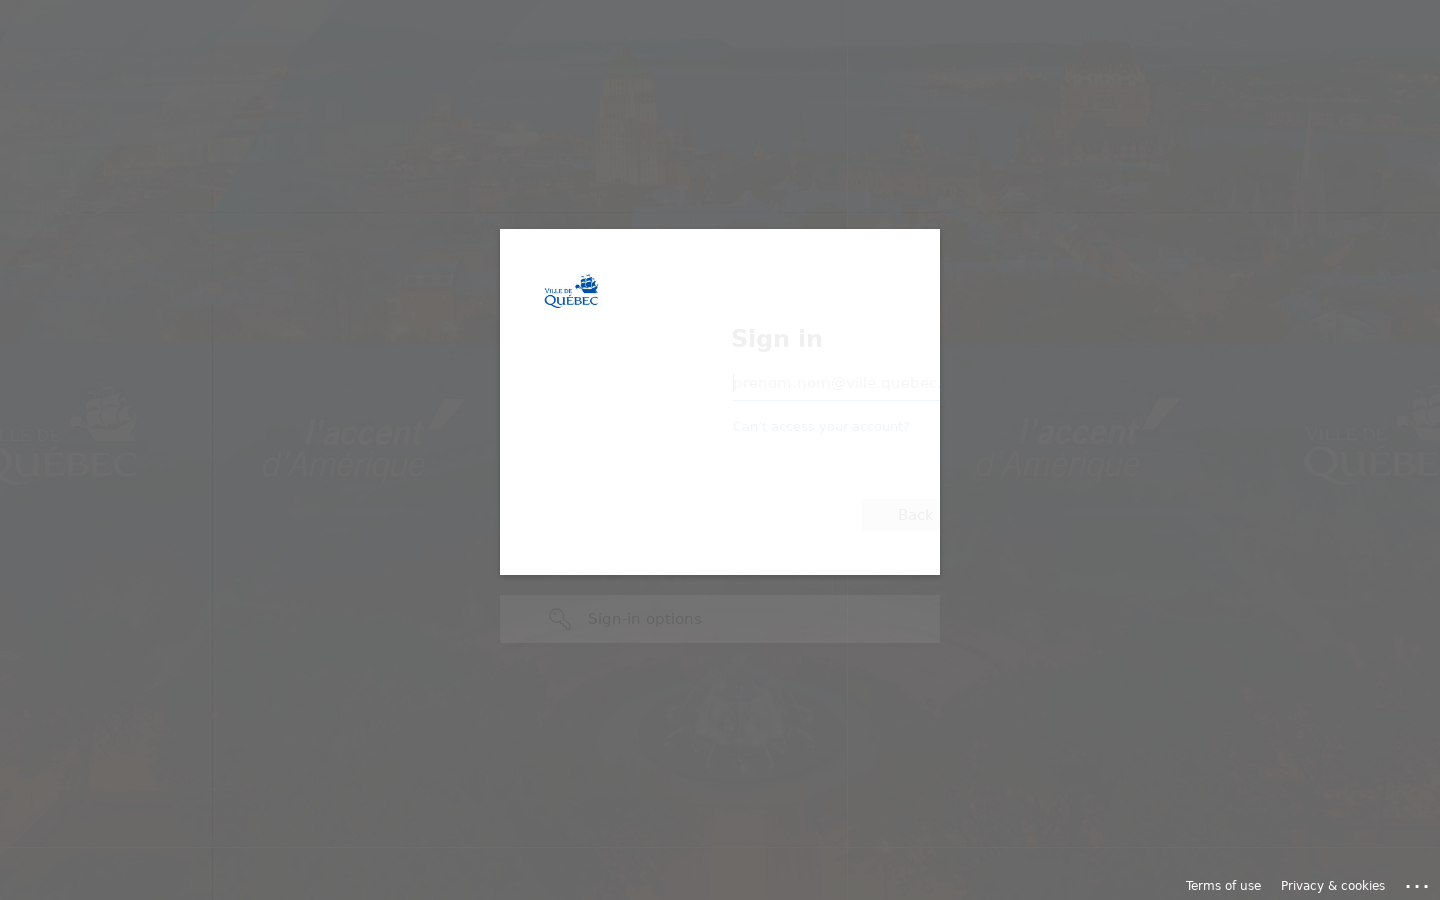 VILLE DE
QUÉBEC
Sign in
prenom.nom@ville.quebec.
Can't access your account?
Back
VILLE DE
QUÉBEC
l'accent
d'Amérique
l'accent
d'Amérique
VILLE DE
QUÉBEC
Sign-in options
Terms of use
Privacy & cookies